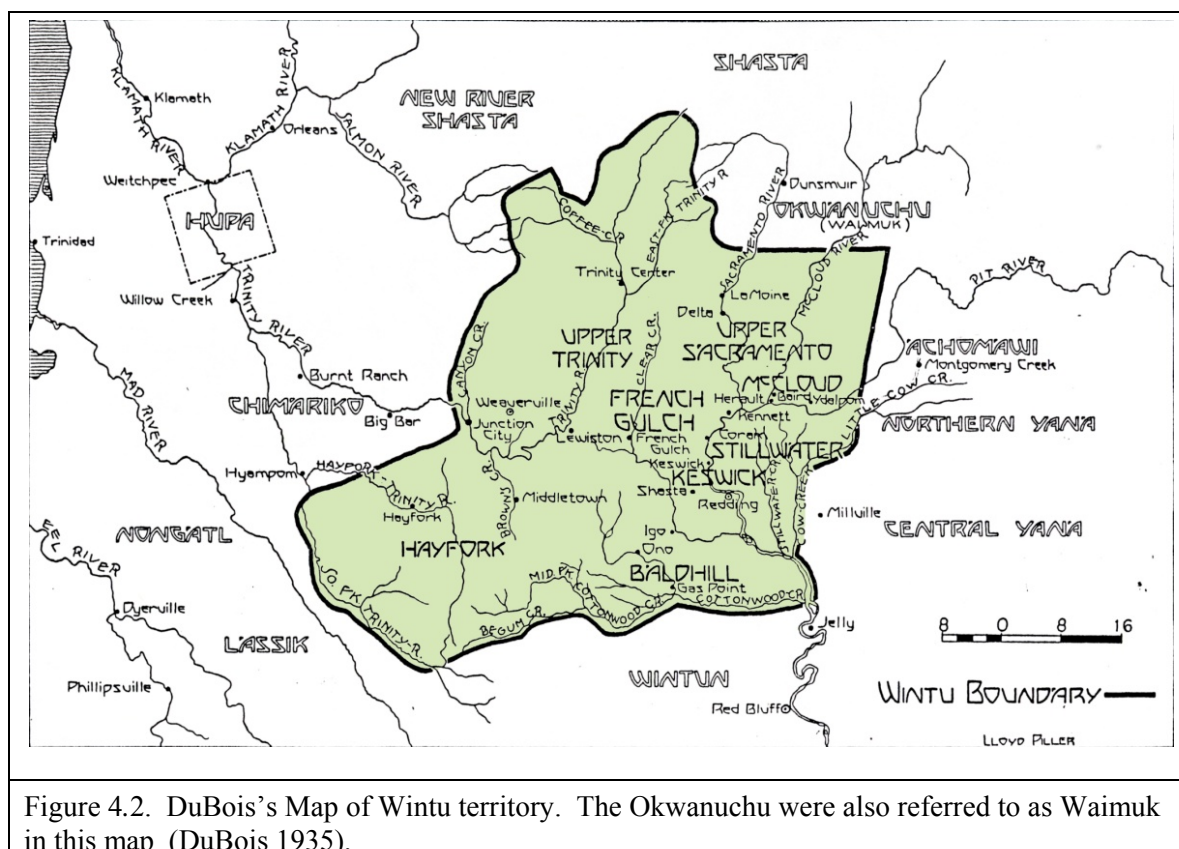 SHASTA
KLAMATH RIVER
Klamath
NEW RIVER
SHASTA
KLAMATH RIVER
Orleans
SALMON RIVER
Weitchpec
Dunsmuir
HUPA
COFFEE CR.
EAST FK TRINITY R.
SACRAMENTO RIVER
OKWANUCHU
(WAIMUK)
Trinidad
McCLOUD RIVER
PIT RIVER
Trinity Center
Willow Creek
TRINITY RIVER
LaMoine
Delta
UPPER
TRINITY
CLEAR CR.
UPPER
SACRAMENTO
ACHOMAWI
Montgomery Creek
MAD RIVER
CANYON CR.
Burnt Ranch
McCLOUD
LITTLE COW CR.
CHIMARIKO
Weaverville
TRINITY R.
FRENCH
GULCH
Herault
Baird
Ydalpom
Kennett
Big Bar
Junction
City
Lewiston
French
Gulch
Coram
STILLWATER
NORTHERN YANA
Hyampom
HAYFORK-TRINITY R.
BROWN'S CR.
Keswick
KESWICK
Shasta
Redding
STILLWATER CR.
COW CREEK
Middletown
Hayfork
Millville
NONGATL
CENTRAL YANA
EEL RIVER
HAYFORK
Igo
Ono
BALDHILL
Gas Point
SO. FK TRINITY R.
MID. FK COTTONWOOD CR.
COTTONWOOD CR.
BEGUM CR.
Dyerville
Jelly
LASSIK
8 0 8 16
WINTUN
Phillipsville
Red Bluff
WINTU BOUNDARY
LLOYD PILLER
Figure 4.2. DuBois's Map of Wintu territory. The Okwanuchu were also referred to as Waimuk
in this map (DuBois 1935).